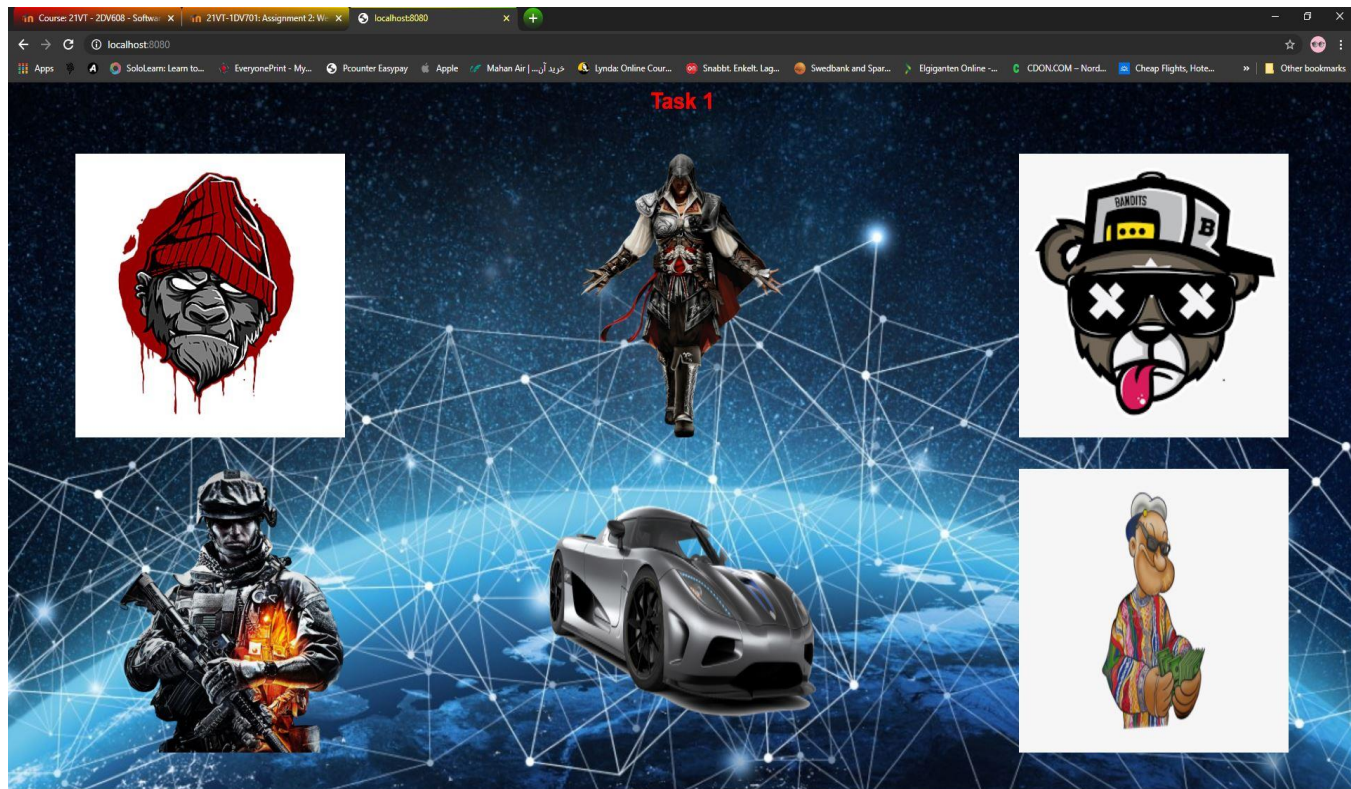 Course: 21VT - 2DV608 - Softwa
21VT-1DV701: Assignment 2: We
localhost:8080
localhost:8080
Apps
SoloLearn: Learn to...
EveryonePrint - My...
Pcounter Easypay
Apple
Mahan Air | ...خرید آن
Lynda: Online Cour...
Snabbt. Enkelt. Lag...
Swedbank and Spar...
Elgiganten Online -...
CDON.COM – Nord...
Cheap Flights, Hote...
»
Other bookmarks
Task 1
BANDITS
B